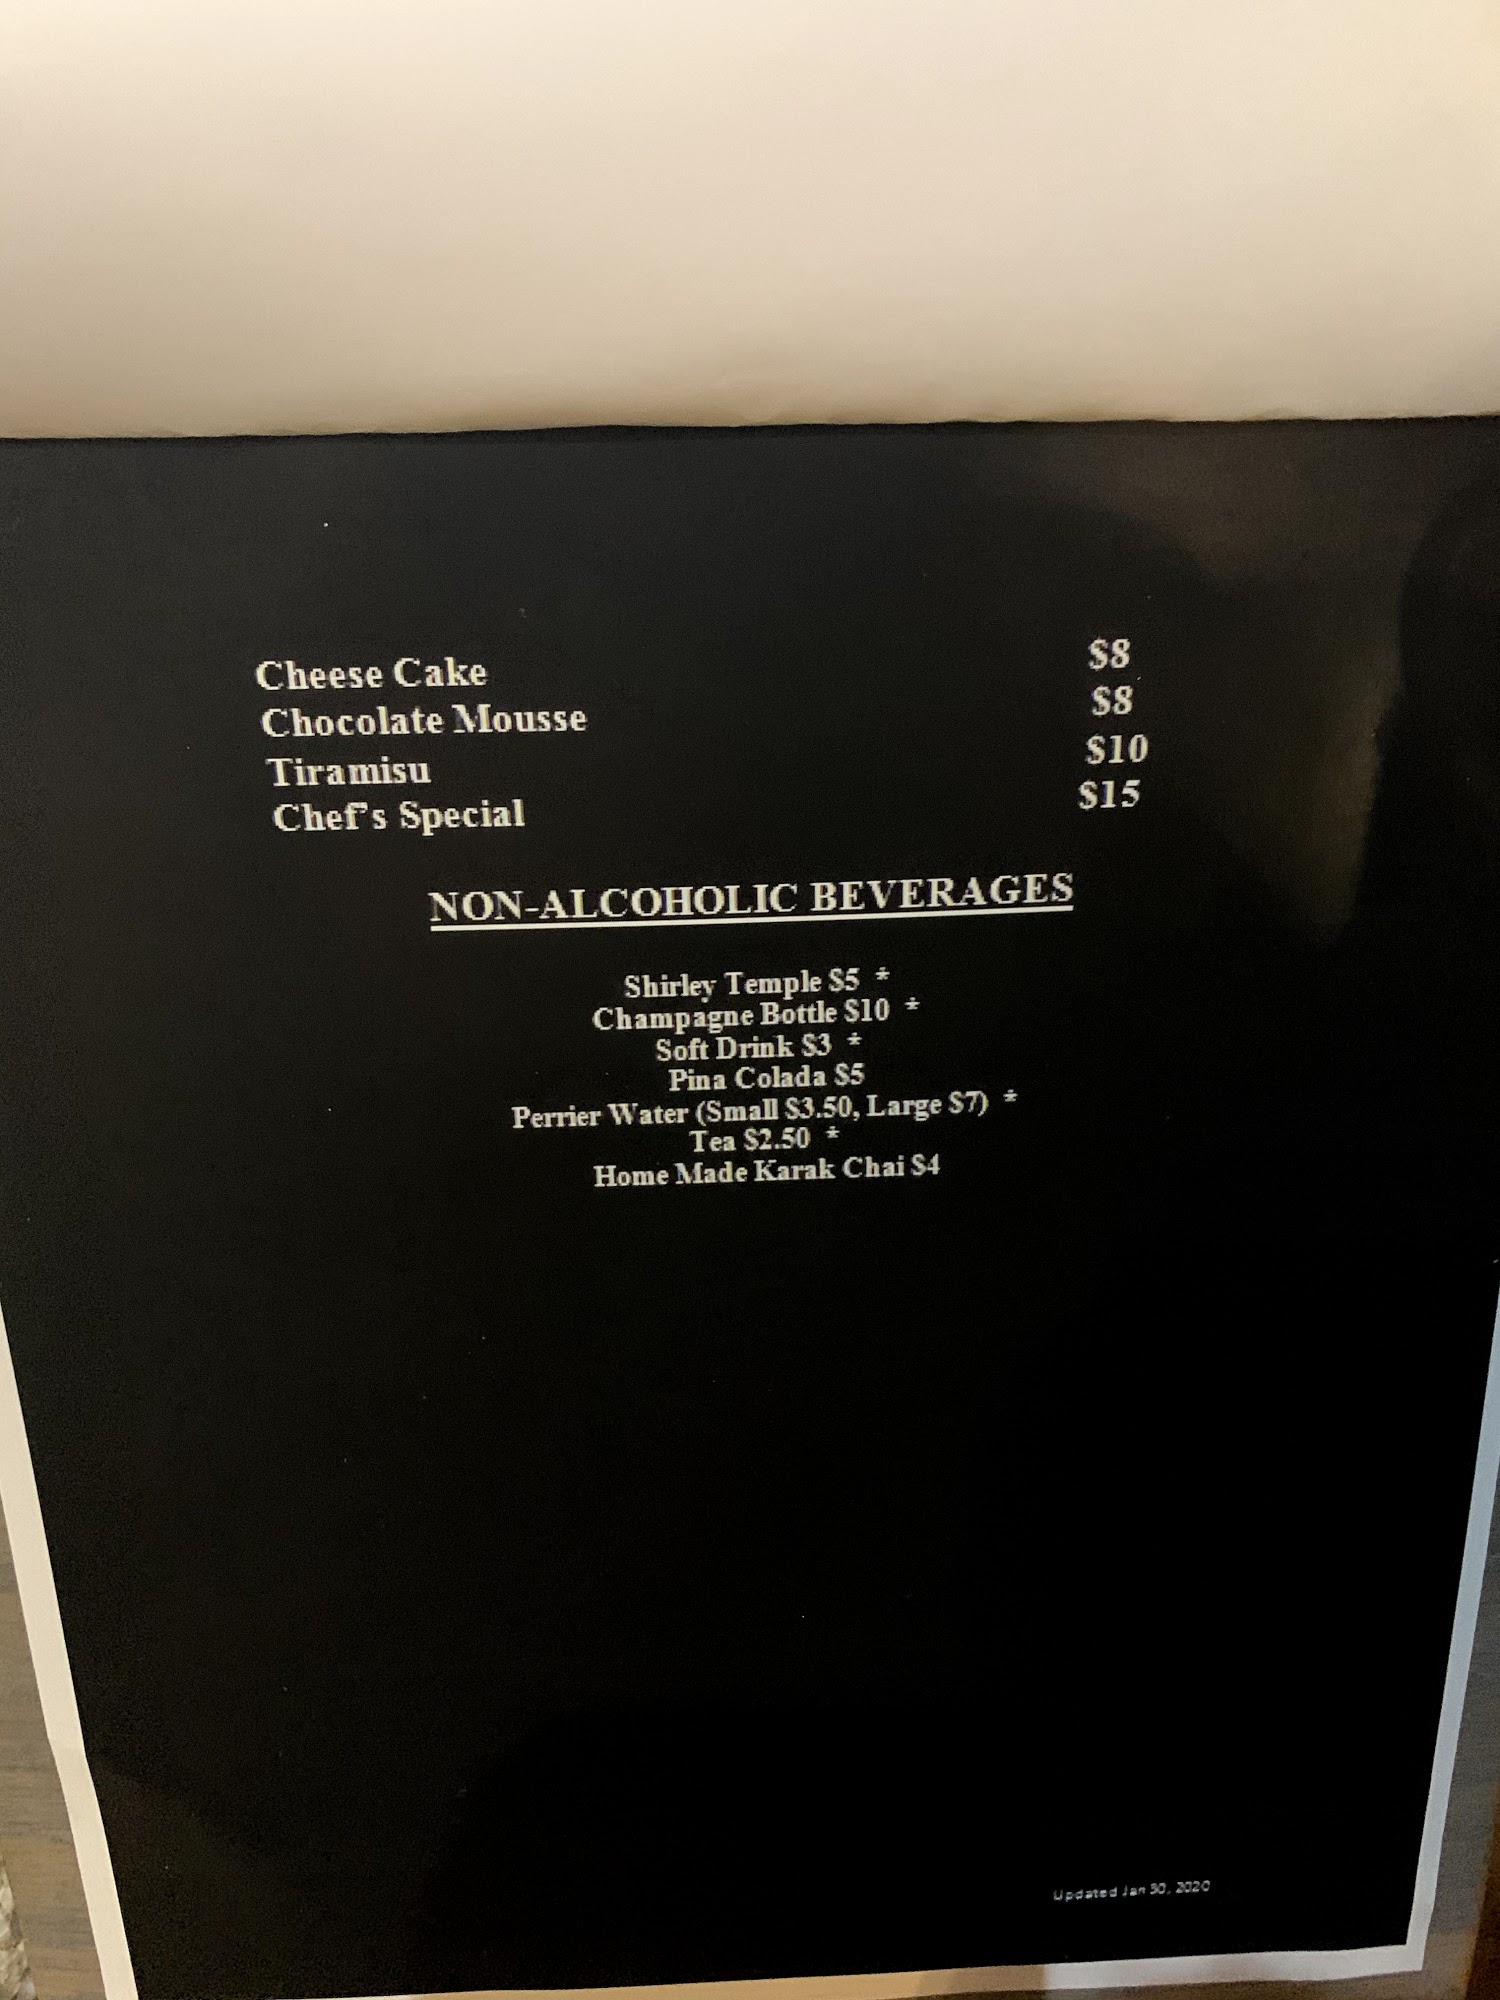 Cheese Cake $8
Chocolate Mousse $8
Tiramisu $10
Chef's Special $15
NON-ALCOHOLIC BEVERAGES
Shirley Temple $5 *
Champagne Bottle $10 *
Soft Drink $3 *
Pina Colada $5
Perrier Water (Small $3.50, Large $7) *
Tea $2.50 *
Home Made Karak Chai $4
Updated Jan 30, 2020